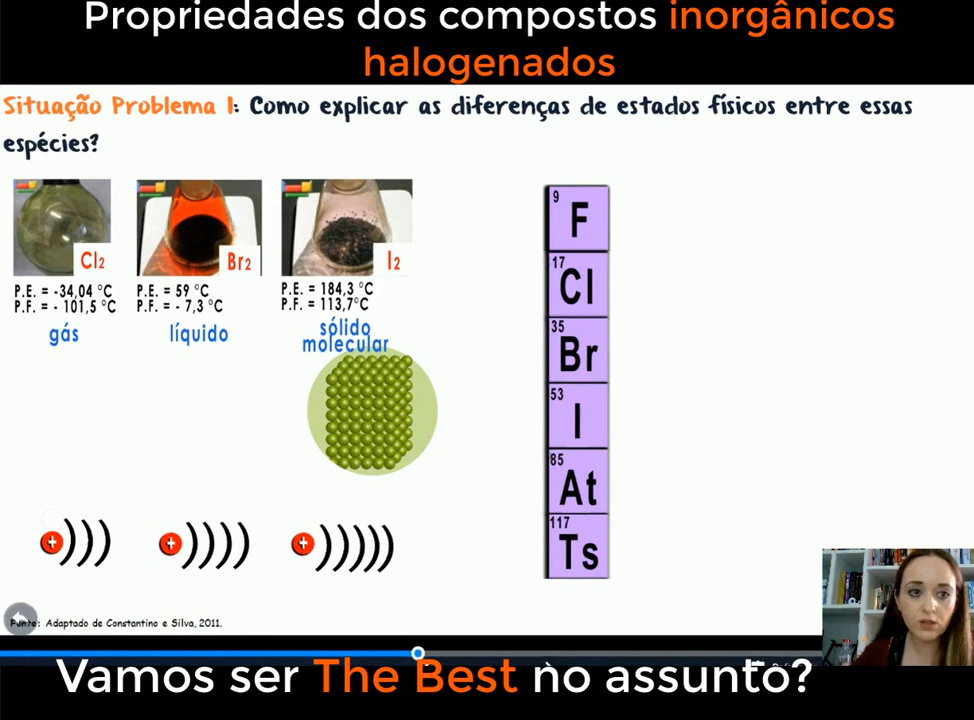 Propriedades dos compostos inorgânicos
halogenados
Situação Problema I: Como explicar as diferenças de estados físicos entre essas
espécies?
Cl2
Br2
I2
P.E. = -34,04 °C
P.F. = - 101,5 °C
gás
P.E. = 59 °C
P.F. = - 7,3 °C
líquido
P.E. = 184,3 °C
P.F. = 113,7°C
sólido
molecular
9
F
17
Cl
35
Br
53
I
85
At
117
Ts
+
+
+
Fonte: Adaptado de Constantino e Silva, 2011.
Vamos ser The Best no assunto?